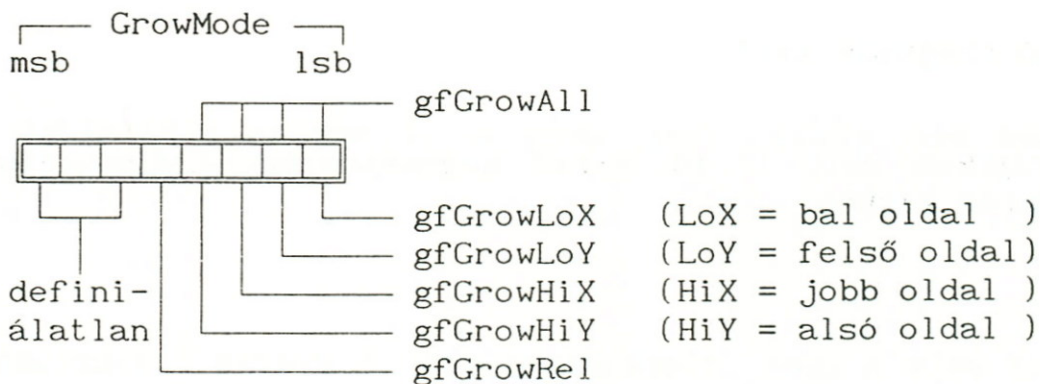 GrowMode
msb lsb
gfGrowAll
gfGrowLoX (LoX = bal oldal )
gfGrowLoY (LoY = felső oldal)
defini- gfGrowHiX (HiX = jobb oldal )
álatlan gfGrowHiY (HiY = alsó oldal )
gfGrowRel